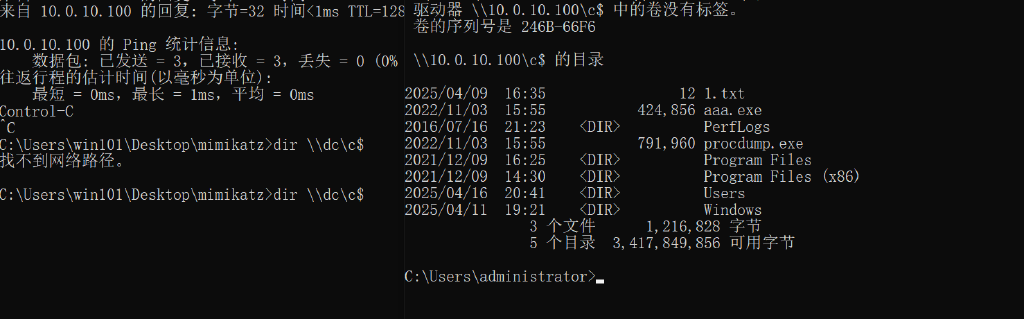 来自 10.0.10.100 的回复: 字节=32 时间<1ms TTL=128
10.0.10.100 的 Ping 统计信息:
    数据包: 已发送 = 3，已接收 = 3，丢失 = 0 (0%
往返行程的估计时间(以毫秒为单位):
    最短 = 0ms，最长 = 1ms，平均 = 0ms
Control-C
^C
C:\Users\win101\Desktop\mimikatz>dir \\dc\c$
找不到网络路径。
C:\Users\win101\Desktop\mimikatz>dir \\dc\c$
驱动器 \\10.0.10.100\c$ 中的卷没有标签。
卷的序列号是 246B-66F6
\\10.0.10.100\c$ 的目录
2025/04/09  16:35                12 1.txt
2022/11/03  15:55           424,856 aaa.exe
2016/07/16  21:23    <DIR>          PerfLogs
2022/11/03  15:55           791,960 procdump.exe
2021/12/09  16:25    <DIR>          Program Files
2021/12/09  14:30    <DIR>          Program Files (x86)
2025/04/16  20:41    <DIR>          Users
2025/04/11  19:21    <DIR>          Windows
               3 个文件      1,216,828 字节
               5 个目录  3,417,849,856 可用字节
C:\Users\administrator>